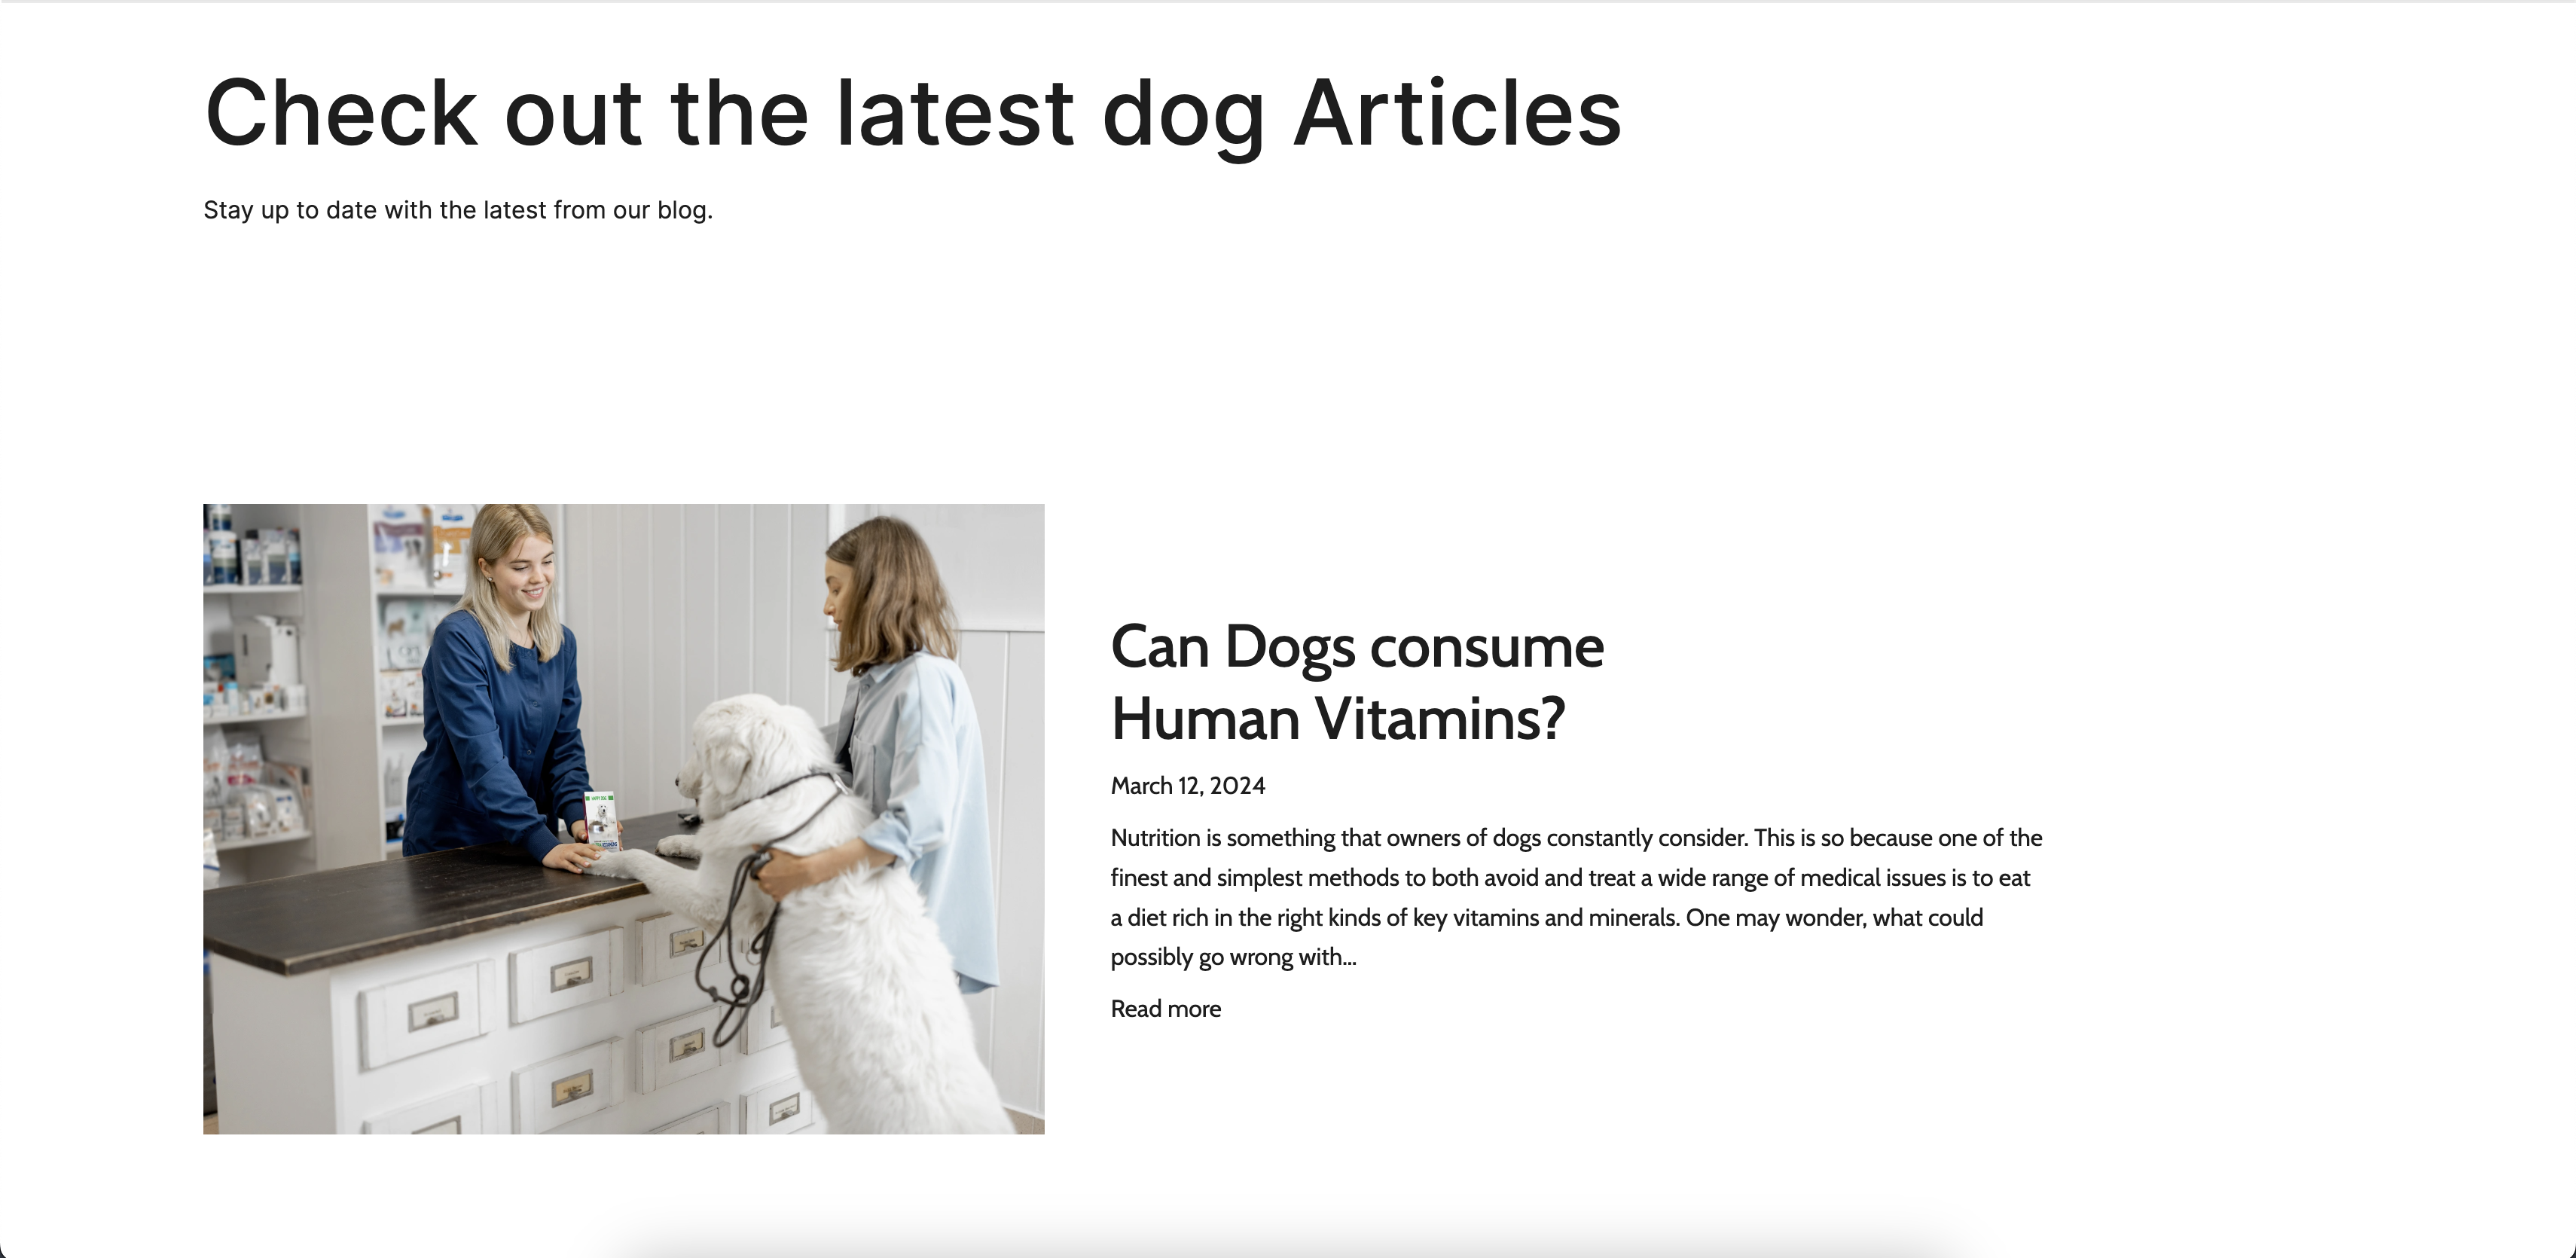 Check out the latest dog Articles
Stay up to date with the latest from our blog.
Can Dogs consume
Human Vitamins?
March 12, 2024
Nutrition is something that owners of dogs constantly consider. This is so because one of the
finest and simplest methods to both avoid and treat a wide range of medical issues is to eat
a diet rich in the right kinds of key vitamins and minerals. One may wonder, what could
possibly go wrong with...
Read more